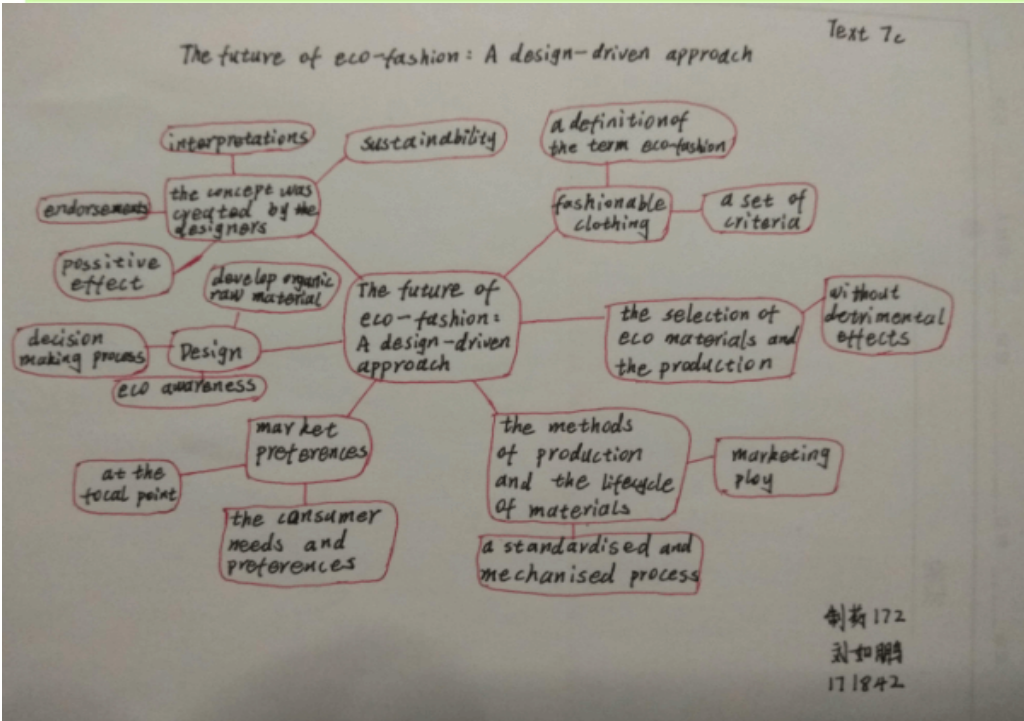 Text 7c
The future of eco-fashion: A design-driven approach
interpretations
sustainability
a definition of
the term eco-fashion
endorsements
the concept was
created by the
designers
fashionable
clothing
a set of
criteria
possitive
effect
develop organic
raw material
The future of
eco-fashion:
A design-driven
approach
the selection of
eco materials and
the production
without
detrimental
effects
decision
making process
Design
eco awareness
market
preferences
at the
focal point
the consumer
needs and
preferences
the methods
of production
and the lifecycle
of materials
marketing
ploy
a standardised and
mechanised process
制药172
刘如鹏
171842